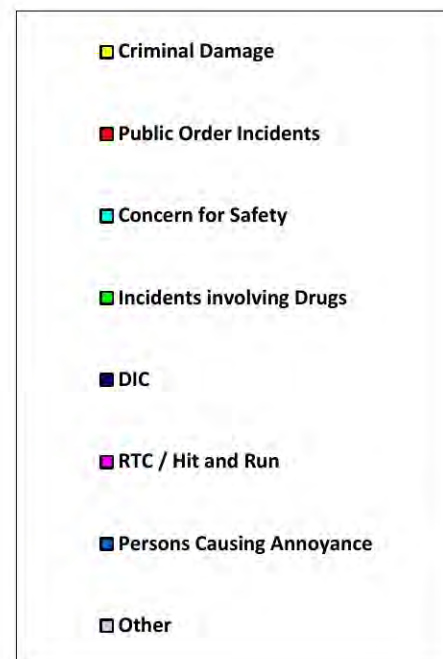 Criminal Damage
Public Order Incidents
Concern for Safety
Incidents involving Drugs
DIC
RTC / Hit and Run
Persons Causing Annoyance
Other